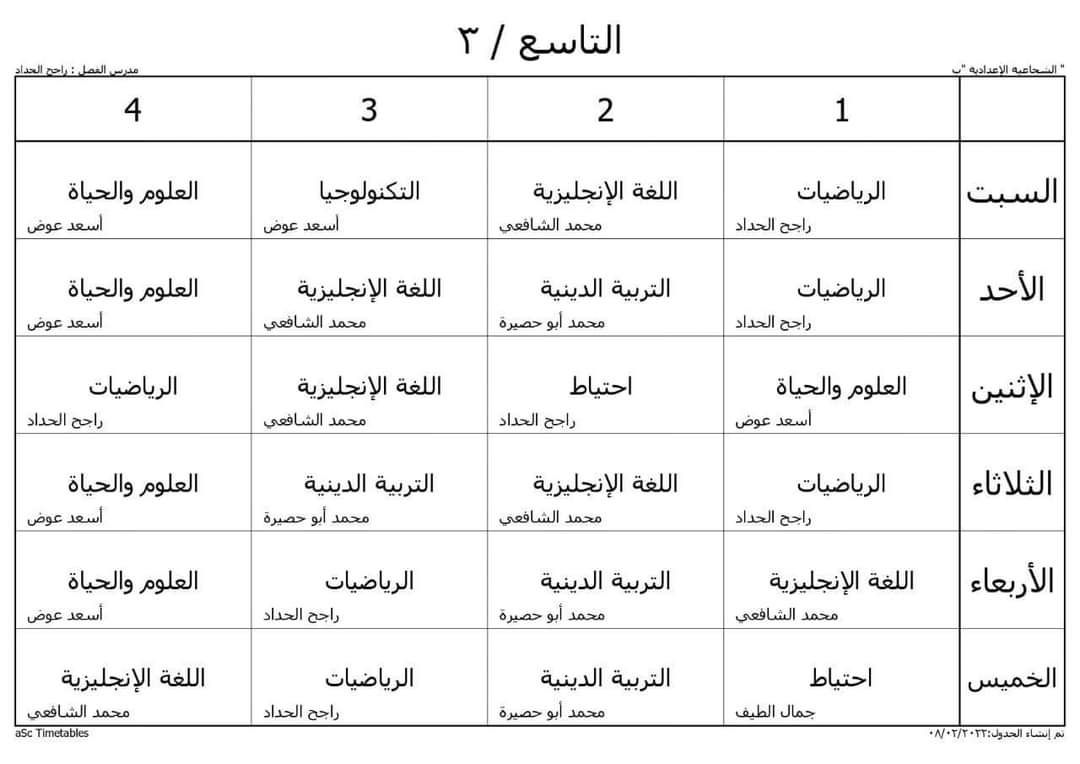 التاسع / ٣
" الشجاعية الإعدادية "ب
مدرس الفصل : راجح الحداد
1 2 3 4
السبت
الرياضيات
راجح الحداد
اللغة الإنجليزية
محمد الشافعي
التكنولوجيا
أسعد عوض
العلوم والحياة
أسعد عوض
الأحد
الرياضيات
راجح الحداد
التربية الدينية
محمد أبو حصيرة
اللغة الإنجليزية
محمد الشافعي
العلوم والحياة
أسعد عوض
الإثنين
العلوم والحياة
أسعد عوض
احتياط
راجح الحداد
اللغة الإنجليزية
محمد الشافعي
الرياضيات
راجح الحداد
الثلاثاء
الرياضيات
راجح الحداد
اللغة الإنجليزية
محمد الشافعي
التربية الدينية
محمد أبو حصيرة
العلوم والحياة
أسعد عوض
الأربعاء
اللغة الإنجليزية
محمد الشافعي
التربية الدينية
محمد أبو حصيرة
الرياضيات
راجح الحداد
العلوم والحياة
أسعد عوض
الخميس
احتياط
جمال الطيف
التربية الدينية
محمد أبو حصيرة
الرياضيات
راجح الحداد
اللغة الإنجليزية
محمد الشافعي
تم إنشاء الجدول:٠٨/٠٢/٢٠٢٢
aSc Timetables